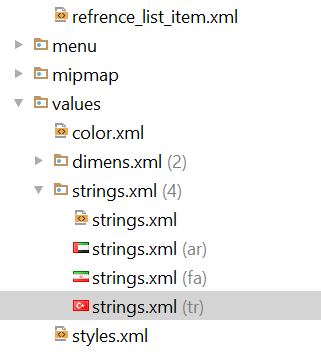 refrence_list_item.xml
menu
mipmap
values
color.xml
dimens.xml (2)
strings.xml (4)
strings.xml
strings.xml (ar)
strings.xml (fa)
strings.xml (tr)
styles.xml